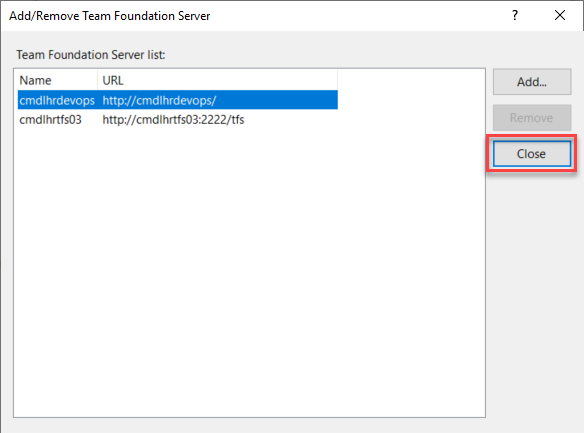 Add/Remove Team Foundation Server
?
Team Foundation Server list:
Name URL
cmdlhrdevops http://cmdlhrdevops/
cmdlhrtfs03 http://cmdlhrtfs03:2222/tfs
Add...
Remove
Close